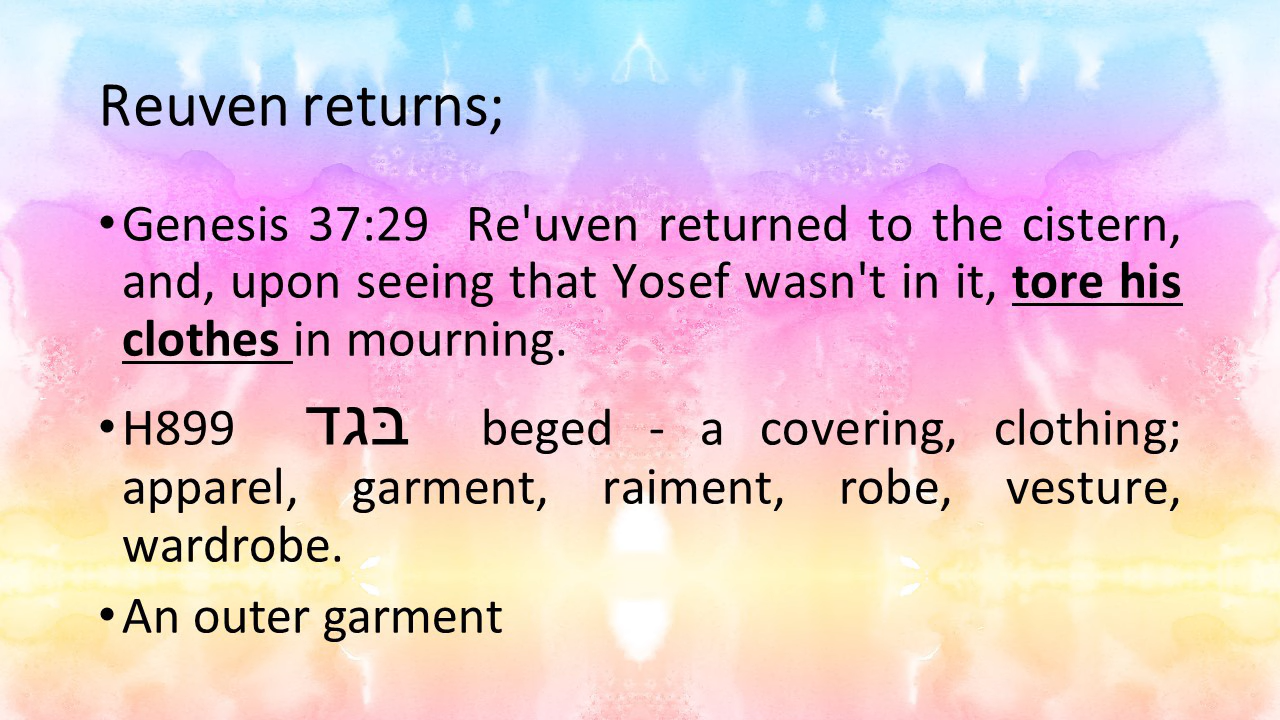 Reuven returns;
•Genesis 37:29  Re'uven returned to the cistern,
and, upon seeing that Yosef wasn't in it, tore his
clothes in mourning.
•H899 בּגד beged - a covering, clothing;
apparel, garment, raiment, robe, vesture,
wardrobe.
•An outer garment